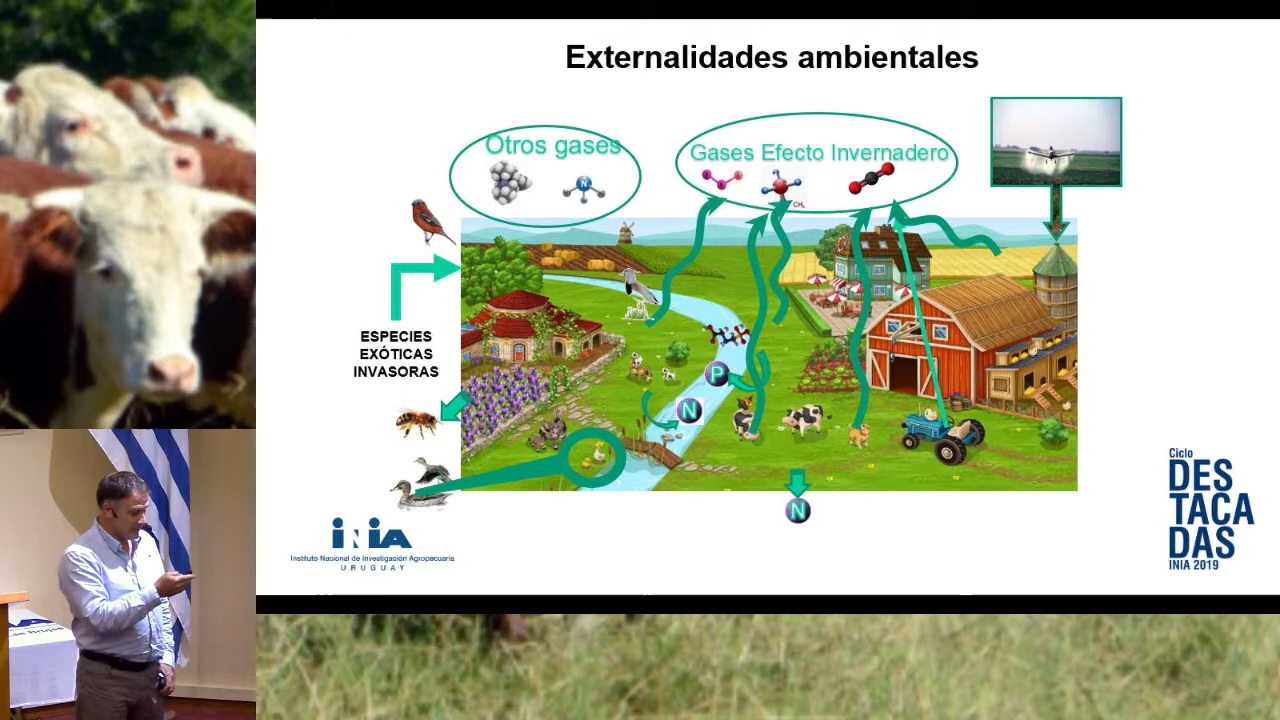 Externalidades ambientales
Otros gases
Gases Efecto Invernadero
N
CH₄
ESPECIES
EXÓTICAS
INVASORAS
P
N
N
INIA
Instituto Nacional de Investigación Agropecuaria
URUGUAY
Ciclo
DES
TACA
DAS
INIA 2019